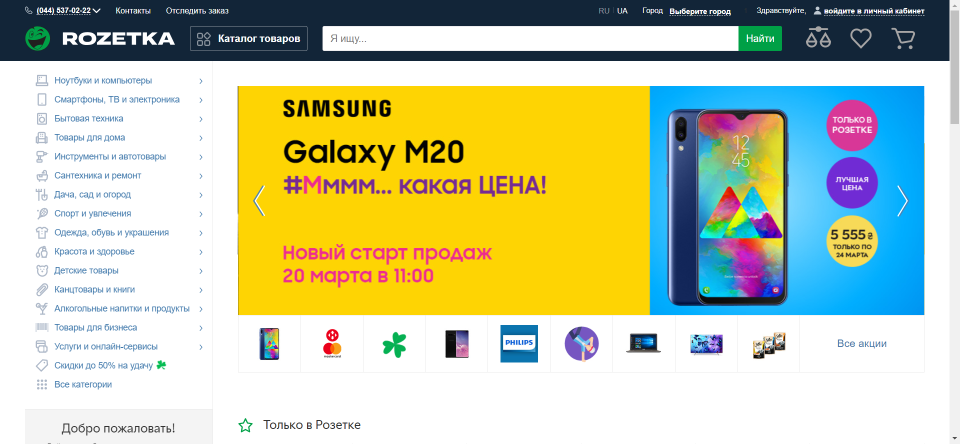 (044) 537-02-22 Контакты Отследить заказ RU UA Город Выберите город Здравствуйте, войдите в личный кабинет
ROZETKA Каталог товаров Я ищу... Найти
Ноутбуки и компьютеры
Смартфоны, ТВ и электроника
Бытовая техника
Товары для дома
Инструменты и автотовары
Сантехника и ремонт
Дача, сад и огород
Спорт и увлечения
Одежда, обувь и украшения
Красота и здоровье
Детские товары
Канцтовары и книги
Алкогольные напитки и продукты
Товары для бизнеса
Услуги и онлайн-сервисы
Скидки до 50% на удачу
Все категории
Добро пожаловать!
SAMSUNG
Galaxy M20
#Мммм... какая ЦЕНА!
Новый старт продаж
20 марта в 11:00
12
45
ТОЛЬКО В
РОЗЕТКЕ
ЛУЧШАЯ
ЦЕНА
5 555 ₴
ТОЛЬКО ПО
24 МАРТА
PHILIPS
Все акции
Только в Розетке